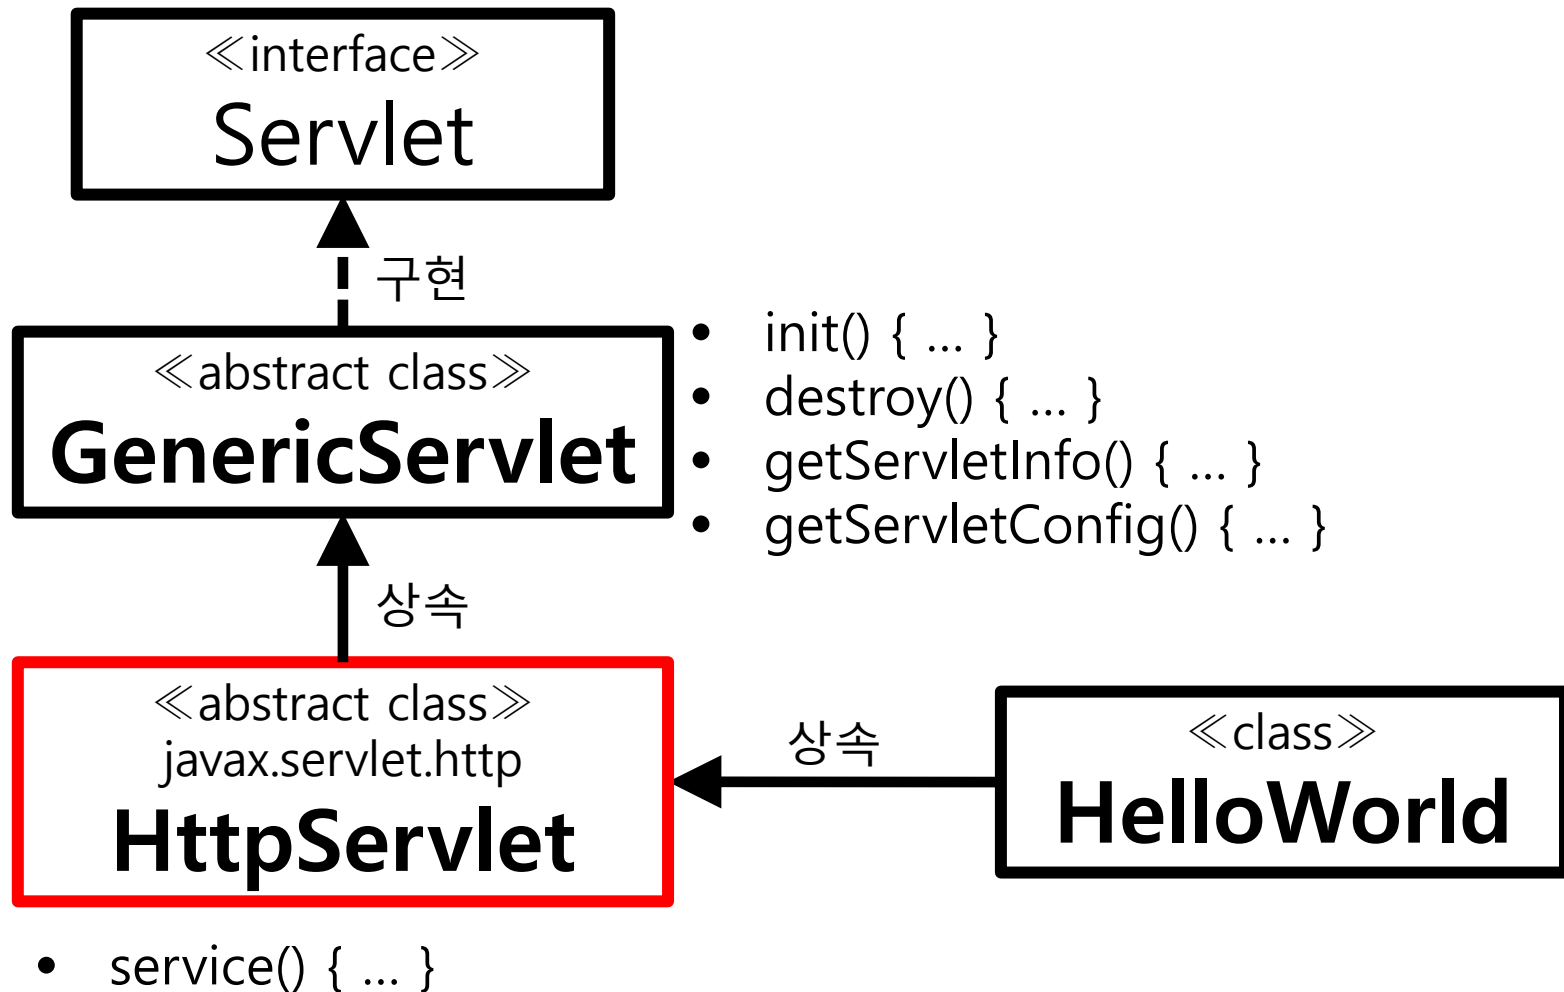 ≪interface≫
Servlet
구현
≪abstract class≫
GenericServlet
• init() { ... }
• destroy() { ... }
• getServletInfo() { ... }
• getServletConfig() { ... }
상속
≪abstract class≫
javax.servlet.http
HttpServlet
상속
≪class≫
HelloWorld
• service() { ... }